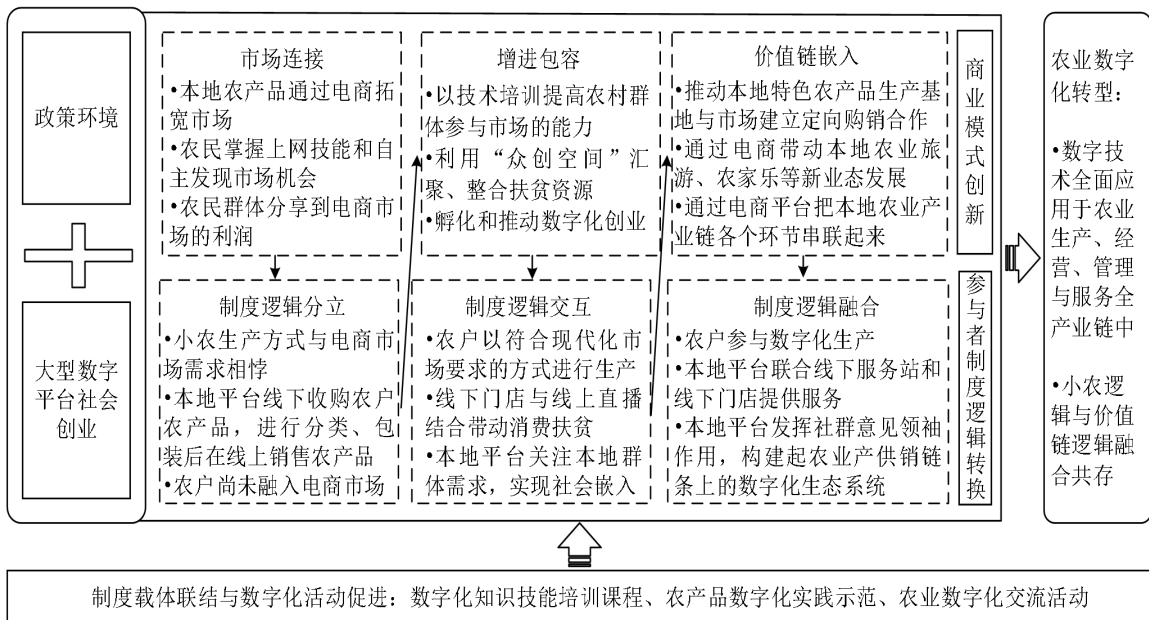 政策环境
大型数字
平台社会
创业
市场连接
•本地农产品通过电商拓
宽市场
•农民掌握上网技能和自
主发现市场机会
•农民群体分享到电商市
场的利润
增进包容
•以技术培训提高农村群
体参与市场的能力
•利用“众创空间”汇
聚、整合扶贫资源
•孵化和推动数字化创业
价值链嵌入
•推动本地特色农产品生产基
地与市场建立定向购销合作
•通过电商带动本地农业旅
游、农家乐等新业态发展
•通过电商平台把本地农业产
业链各个环节串联起来
商业模式创新
制度逻辑分立
•小农生产方式与电商市
场需求相悖
•本地平台线下收购农户
农产品，进行分类、包
装后在线上销售农产品
•农户尚未融入电商市场
制度逻辑交互
•农户以符合现代化市
场要求的方式进行生产
•线下门店与线上直播
结合带动消费扶贫
•本地平台关注本地群
体需求，实现社会嵌入
制度逻辑融合
•农户参与数字化生产
•本地平台联合线下服务站和
线下门店提供服务
•本地平台发挥社群意见领袖
作用，构建起农业产供销链
条上的数字化生态系统
参与者制度逻辑转换
农业数字
化转型：
•数字技
术全面应
用于农业
生产、经
营、管理
与服务全
产业链中
•小农逻
辑与价值
链逻辑融
合共存
制度载体联结与数字化活动促进：数字化知识技能培训课程、农产品数字化实践示范、农业数字化交流活动